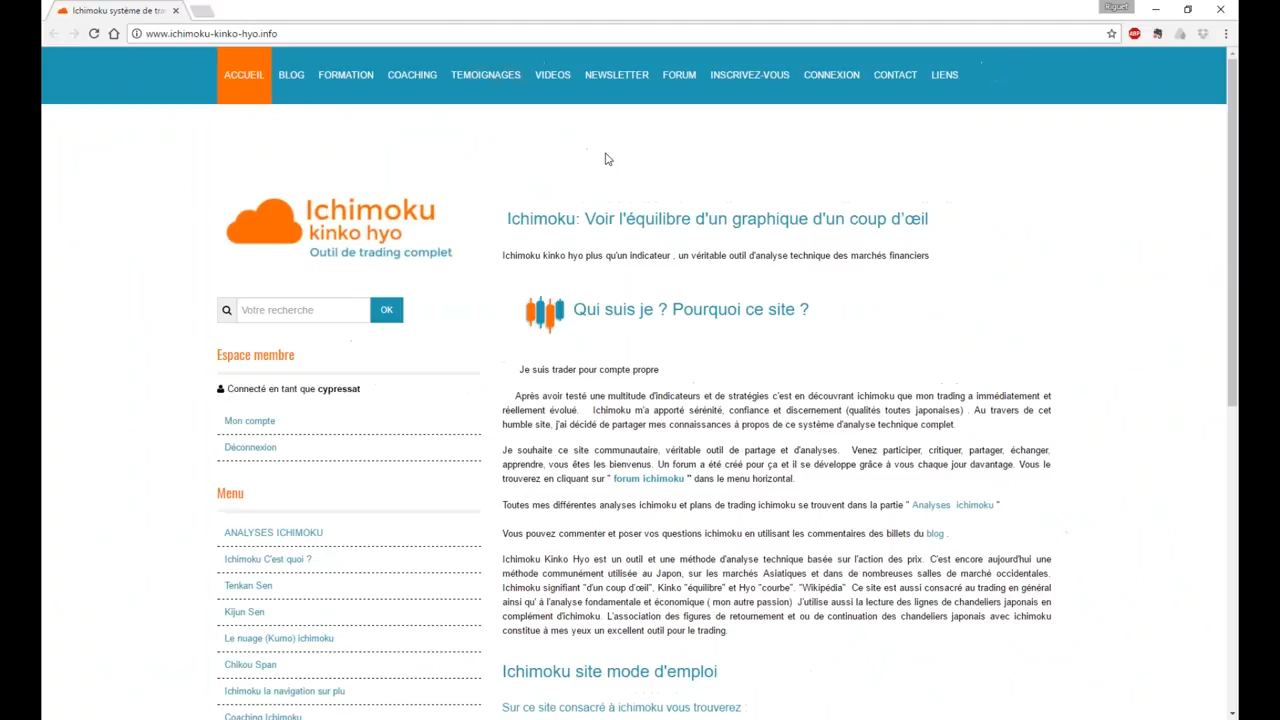 Ichimoku système de tra
Riguet
www.ichimoku-kinko-hyo.info
ABP
ACCUEIL BLOG FORMATION COACHING TEMOIGNAGES VIDEOS NEWSLETTER FORUM INSCRIVEZ-VOUS CONNEXION CONTACT LIENS
Ichimoku
kinko hyo
Outil de trading complet
Votre recherche OK
Espace membre
Connecté en tant que cypressat
Mon compte
Déconnexion
Menu
ANALYSES ICHIMOKU
Ichimoku C'est quoi ?
Tenkan Sen
Kijun Sen
Le nuage (Kumo) ichimoku
Chikou Span
Ichimoku la navigation sur plu
Coaching Ichimoku
Ichimoku: Voir l'équilibre d'un graphique d'un coup d'œil
Ichimoku kinko hyo plus qu'un indicateur , un véritable outil d'analyse technique des marchés financiers
Qui suis je ? Pourquoi ce site ?
Je suis trader pour compte propre
Après avoir testé une multitude d'indicateurs et de stratégies c'est en découvrant ichimoku que mon trading a immédiatement et
réellement évolué. Ichimoku m'a apporté sérénité, confiance et discernement (qualités toutes japonaises) . Au travers de cet
humble site, j'ai décidé de partager mes connaissances à propos de ce système d'analyse technique complet.
Je souhaite ce site communautaire, véritable outil de partage et d'analyses. Venez participer, critiquer, partager, échanger,
apprendre, vous êtes les bienvenus. Un forum a été créé pour ça et il se développe grâce à vous chaque jour davantage. Vous le
trouverez en cliquant sur " forum ichimoku " dans le menu horizontal.
Toutes mes différentes analyses ichimoku et plans de trading ichimoku se trouvent dans la partie " Analyses ichimoku "
Vous pouvez commenter et poser vos questions ichimoku en utilisant les commentaires des billets du blog .
Ichimoku Kinko Hyo est un outil et une méthode d'analyse technique basée sur l'action des prix. C'est encore aujourd'hui une
méthode communément utilisée au Japon, sur les marchés Asiatiques et dans de nombreuses salles de marché occidentales.
Ichimoku signifiant "d'un coup d'œil", Kinko "équilibre" et Hyo "courbe". "Wikipédia" Ce site est aussi consacré au trading en général
ainsi qu' à l'analyse fondamentale et économique ( mon autre passion) J'utilise aussi la lecture des lignes de chandeliers japonais en
complément d'ichimoku. L'association des figures de retournement et ou de continuation des chandeliers japonais avec ichimoku
constitue à mes yeux un excellent outil pour le trading.
Ichimoku site mode d'emploi
Sur ce site consacré à ichimoku vous trouverez :